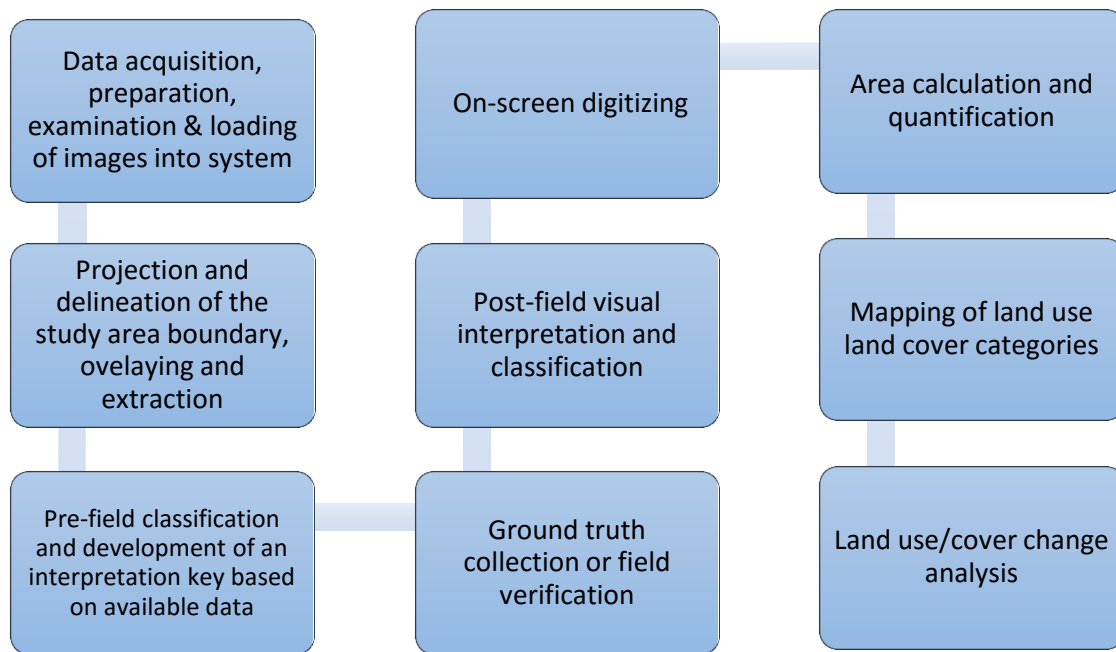 Data acquisition,
preparation,
examination & loading
of images into system
Projection and
delineation of the
study area boundary,
ovelaying and
extraction
Pre-field classification
and development of an
interpretation key based
on available data
Ground truth
collection or field
verification
Post-field visual
interpretation and
classification
On-screen digitizing
Area calculation and
quantification
Mapping of land use
land cover categories
Land use/cover change
analysis